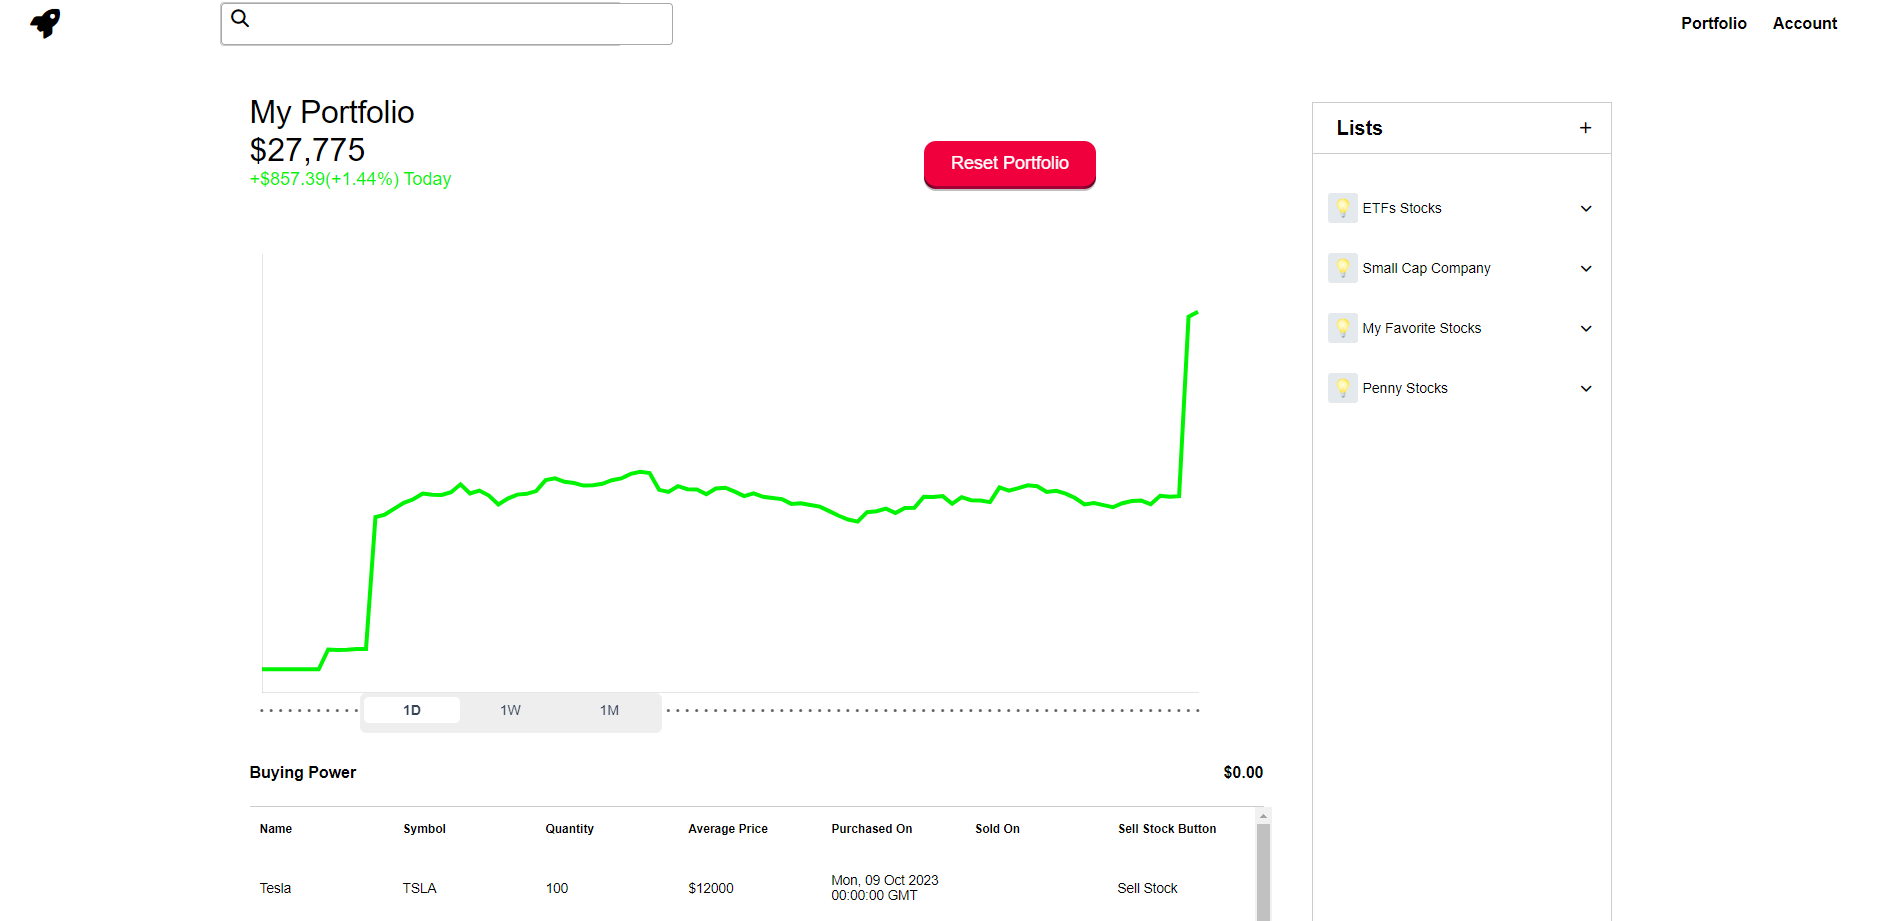 Portfolio Account
My Portfolio
$27,775
+$857.39(+1.44%) Today
Reset Portfolio
Lists +
ETFs Stocks
Small Cap Company
My Favorite Stocks
Penny Stocks
1D 1W 1M
Buying Power $0.00
Name Symbol Quantity Average Price Purchased On Sold On Sell Stock Button
Tesla TSLA 100 $12000 Mon, 09 Oct 2023 Sell Stock
00:00:00 GMT